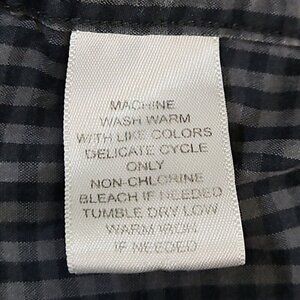 MACHINE
WASH WARM
WITH LIKE COLORS
DELICATE CYCLE
ONLY
NON-CHLORINE
BLEACH IF NEEDED
TUMBLE DRY LOW
WARM IRON
IF NEEDED